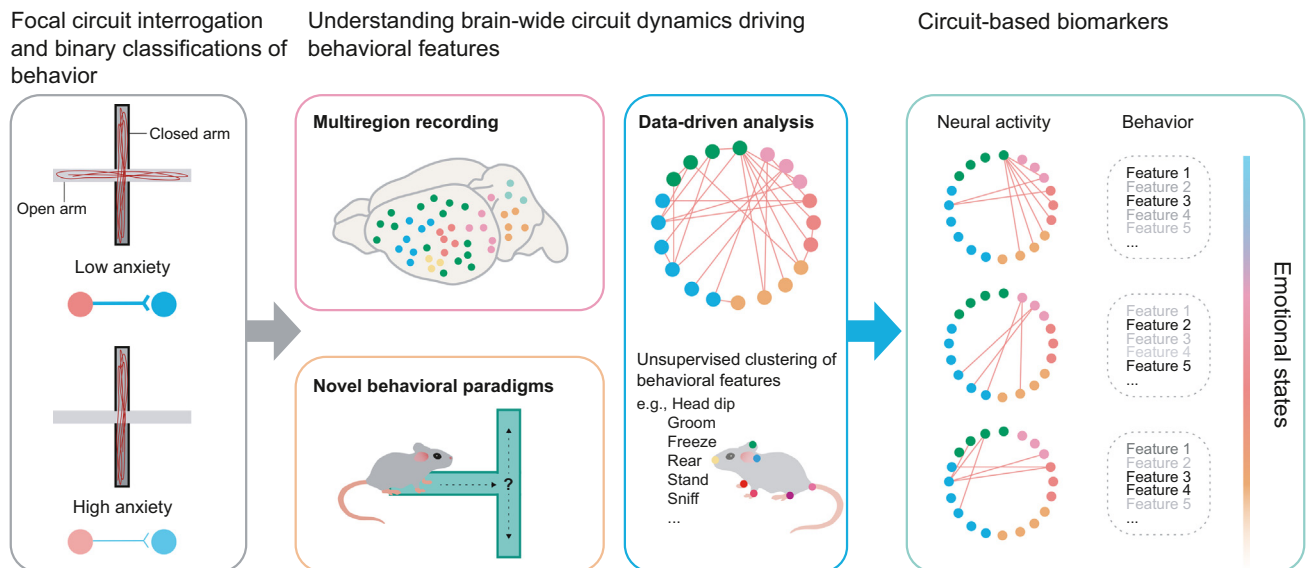 Focal circuit interrogation
and binary classifications of
behavior
Closed arm
Open arm
Low anxiety
High anxiety
Understanding brain-wide circuit dynamics driving
behavioral features
Multiregion recording
Novel behavioral paradigms
?
Data-driven analysis
Unsupervised clustering of
behavioral features
e.g., Head dip
Groom
Freeze
Rear
Stand
Sniff
...
Circuit-based biomarkers
Neural activity
Behavior
Feature 1
Feature 2
Feature 3
Feature 4
Feature 5
...
Feature 1
Feature 2
Feature 3
Feature 4
Feature 5
...
Feature 1
Feature 2
Feature 3
Feature 4
Feature 5
...
Emotional states